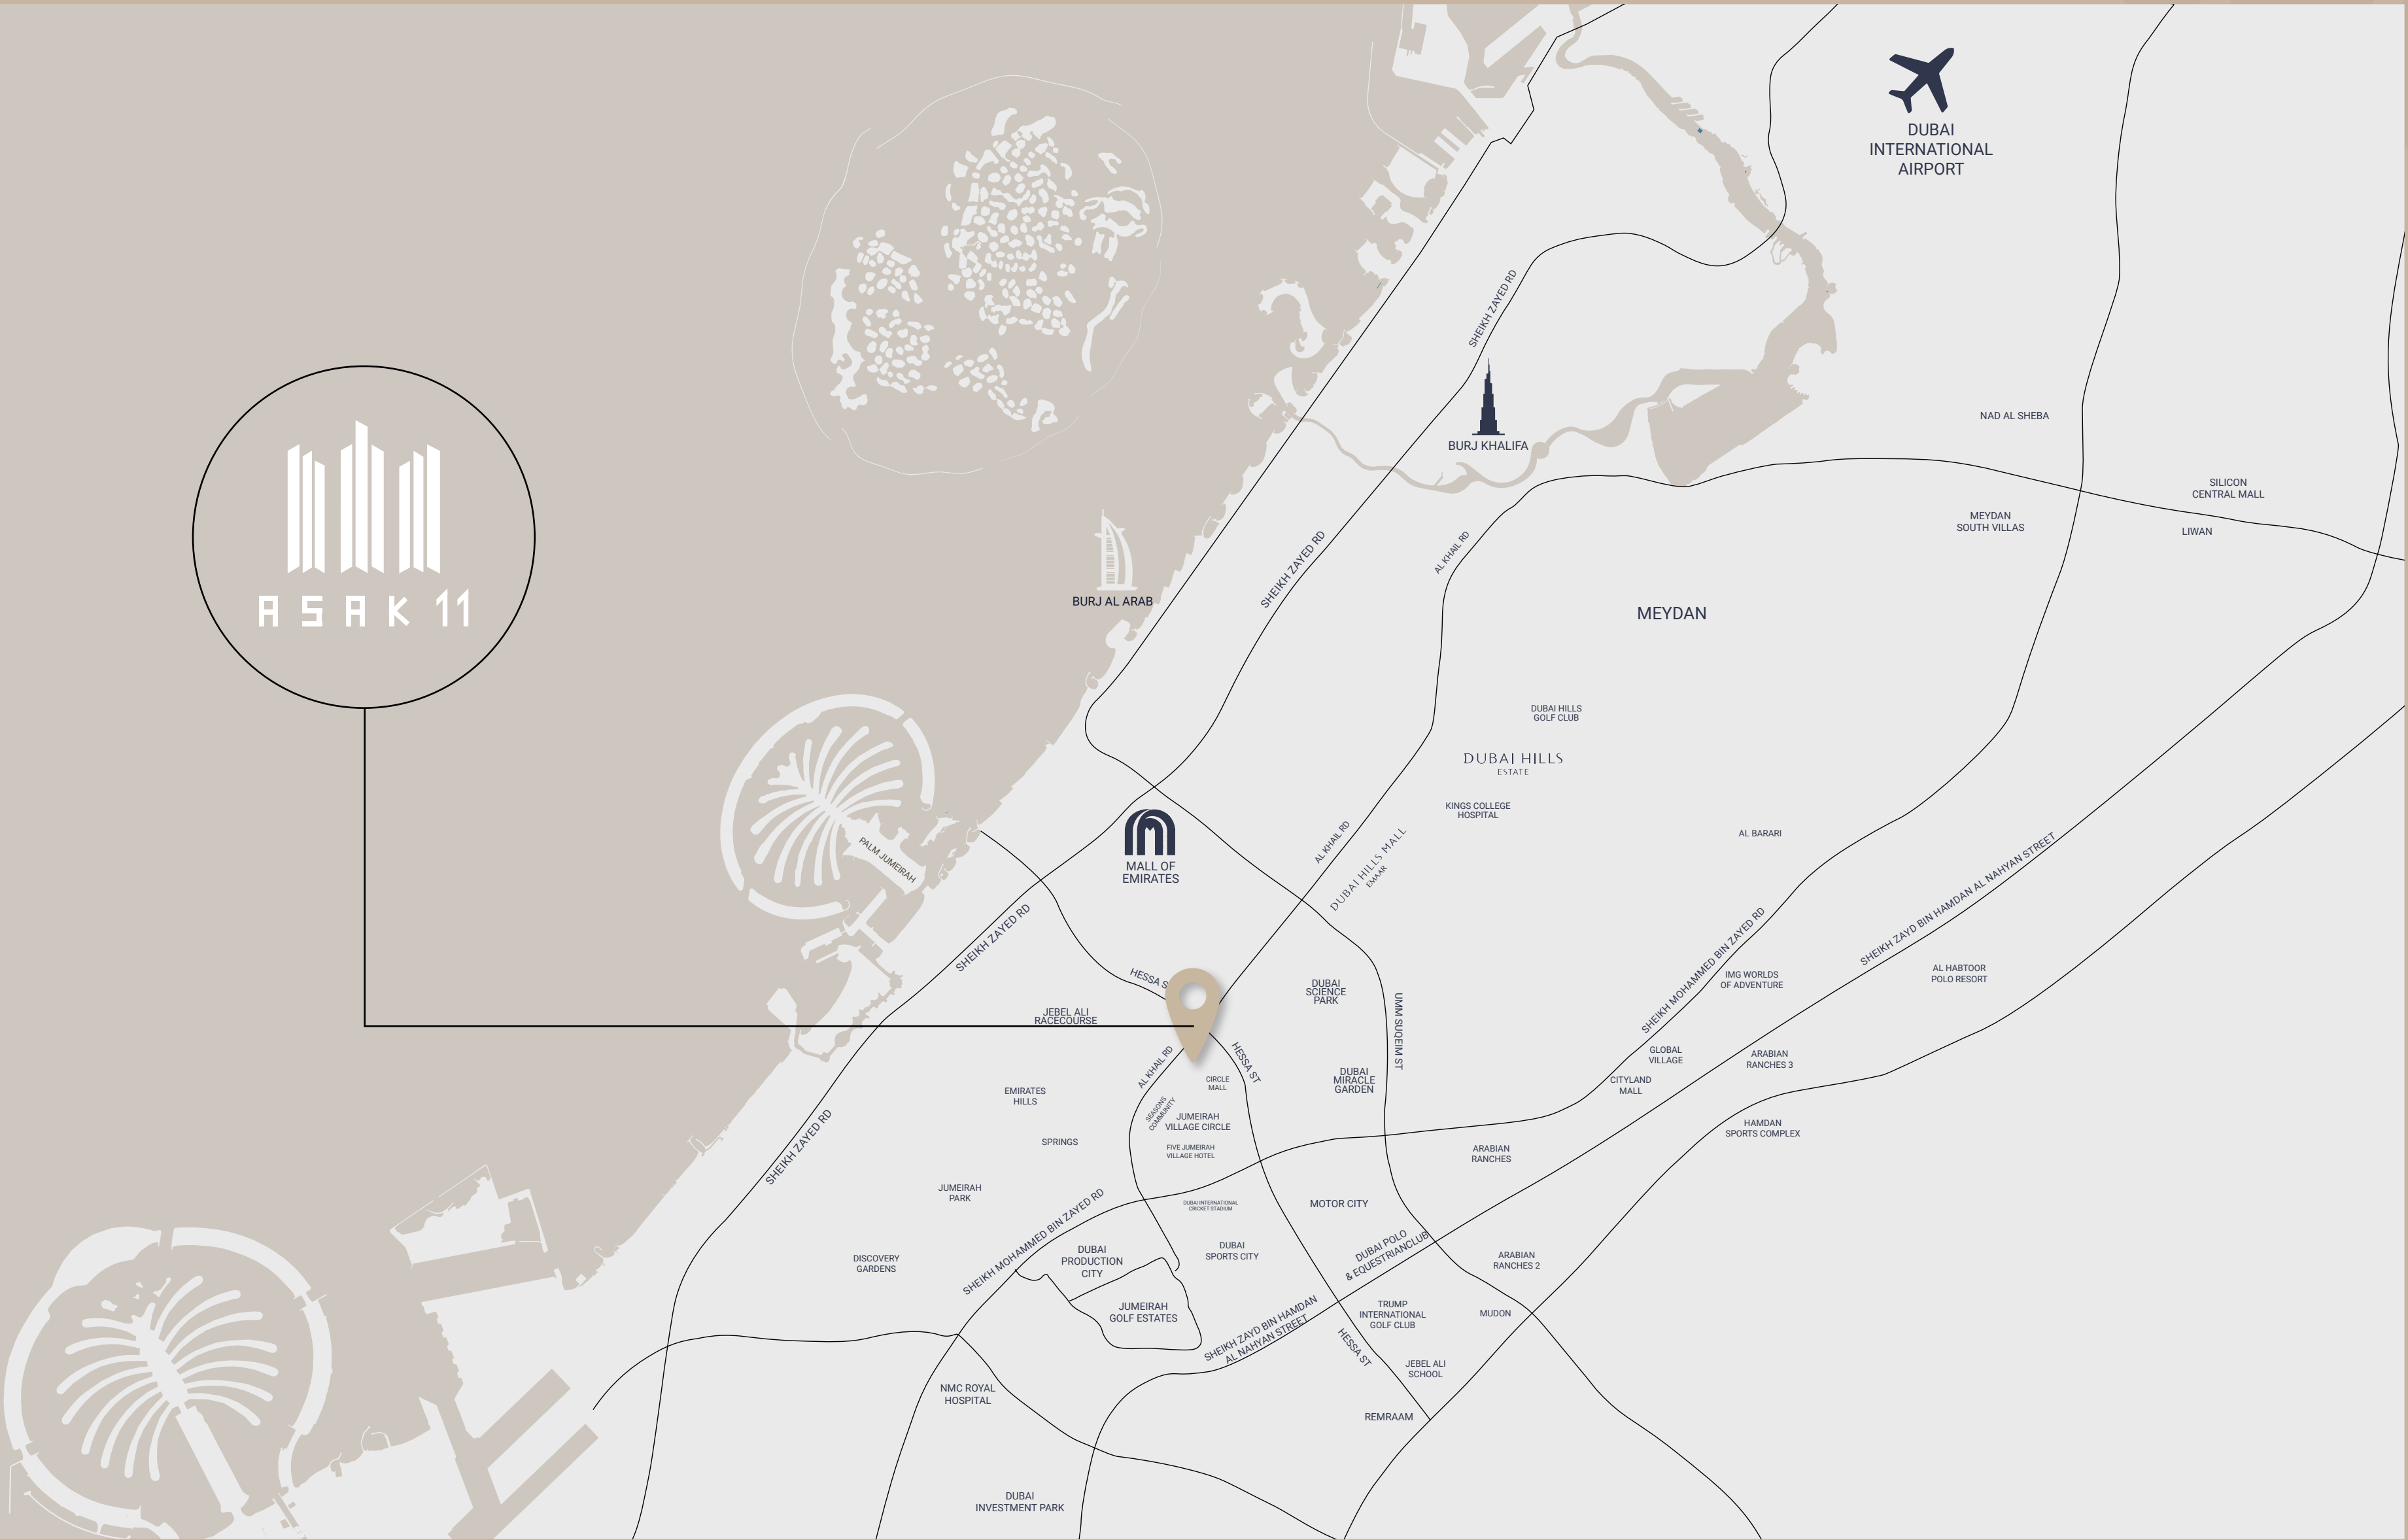 DUBAI
INTERNATIONAL
AIRPORT
SHEIKH ZAYED RD
BURJ KHALIFA
NAD AL SHEBA
SILICON
CENTRAL MALL
MEYDAN
SOUTH VILLAS
LIWAN
SHEIKH ZAYED RD
AL KHAIL RD
ASAK 11
BURJ AL ARAB
MEYDAN
DUBAI HILLS
GOLF CLUB
DUBAI HILLS
ESTATE
KINGS COLLEGE
HOSPITAL
AL BARARI
PALM JUMEIRAH
MALL OF
EMIRATES
AL KHAIL RD
DUBAI HILLS MALL
EMAAR
SHEIKH ZAYED RD
SHEIKH ZAYD BIN HAMDAN AL NAHYAN STREET
SHEIKH MOHAMMED BIN ZAYED RD
HESSA S
DUBAI
SCIENCE
PARK
IMG WORLDS
OF ADVENTURE
AL HABTOOR
POLO RESORT
JEBEL ALI
RACECOURSE
UMM SUQEIM ST
AL KHAIL RD
HESSA ST
GLOBAL
VILLAGE
ARABIAN
RANCHES 3
CIRCLE
MALL
DUBAI
MIRACLE
GARDEN
CITYLAND
MALL
EMIRATES
HILLS
SEASONS
COMMUNITY
JUMEIRAH
VILLAGE CIRCLE
HAMDAN
SPORTS COMPLEX
SPRINGS
FIVE JUMEIRAH
VILLAGE HOTEL
ARABIAN
RANCHES
SHEIKH ZAYED RD
JUMEIRAH
PARK
DUBAI INTERNATIONAL
CRICKET STADIUM
MOTOR CITY
SHEIKH MOHAMMED BIN ZAYED RD
DISCOVERY
GARDENS
DUBAI
PRODUCTION
CITY
DUBAI
SPORTS CITY
DUBAI POLO
& EQUESTRIANCLUB
ARABIAN
RANCHES 2
JUMEIRAH
GOLF ESTATES
SHEIKH ZAYD BIN HAMDAN
AL NAHYAN STREET
TRUMP
INTERNATIONAL
GOLF CLUB
MUDON
HESSA ST
JEBEL ALI
SCHOOL
NMC ROYAL
HOSPITAL
REMRAAM
DUBAI
INVESTMENT PARK